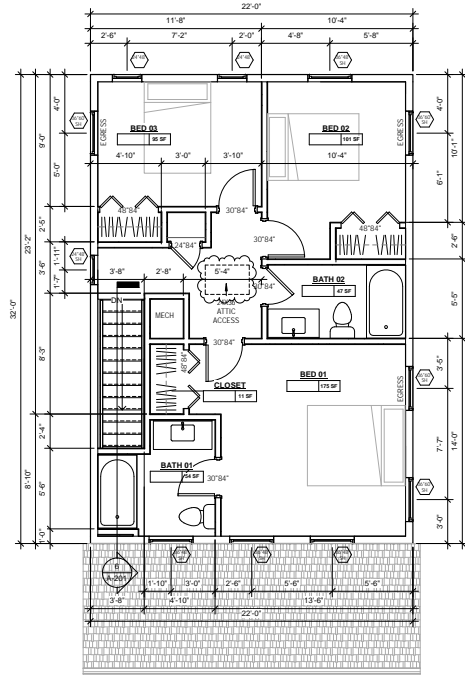 22'-0"
11'-8"
10'-4"
2'-6"
7'-2"
2'-0"
4'-8"
5'-8"
EGRESS
BED 03
95 SF
BED 02
101 SF
EGRESS
4'-10"
3'-0"
3'-10"
10'-4"
48"84"
30"84"
48"84"
24"84"
30"84"
3'-8"
2'-8"
5'-4"
30"84"
BATH 02
47 SF
DN
MECH
ATTIC
ACCESS
30"84"
48"84"
CLOSET
11 SF
BED 01
175 SF
EGRESS
BATH 01
54 SF
30"84"
32'-0"
23'-2"
8'-10"
9'-0"
3'-6"
4'-0"
5'-0"
2'-5"
1'-11"
1'-7"
8'-3"
2'-4"
5'-6"
1'-0"
4'-0"
6'-1"
10'-1"
2'-6"
5'-5"
3'-5"
7'-7"
14'-0"
3'-0"
6
A-201
1'-10"
3'-0"
2'-6"
5'-6"
5'-6"
3'-8"
4'-10"
13'-6"
22'-0"